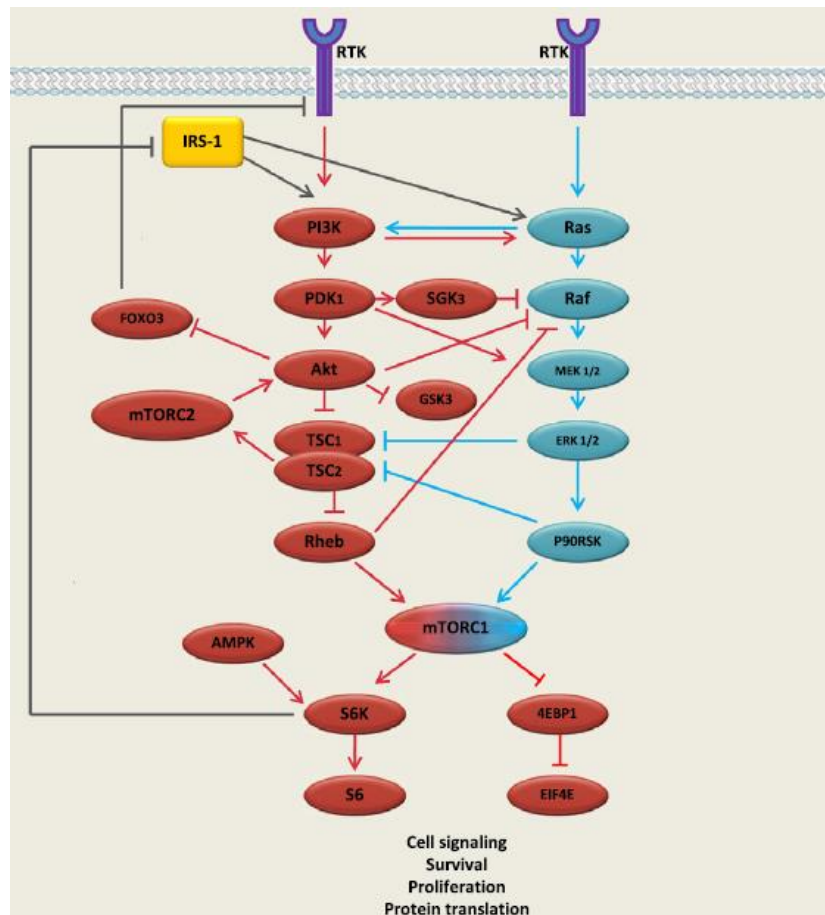 RTK
RTK
IRS-1
PI3K
Ras
PDK1
SGK3
Raf
FOXO3
Akt
MEK 1/2
GSK3
mTORC2
TSC1
ERK 1/2
TSC2
Rheb
P90RSK
mTORC1
AMPK
S6K
4EBP1
S6
EIF4E
Cell signaling
Survival
Proliferation
Protein translation